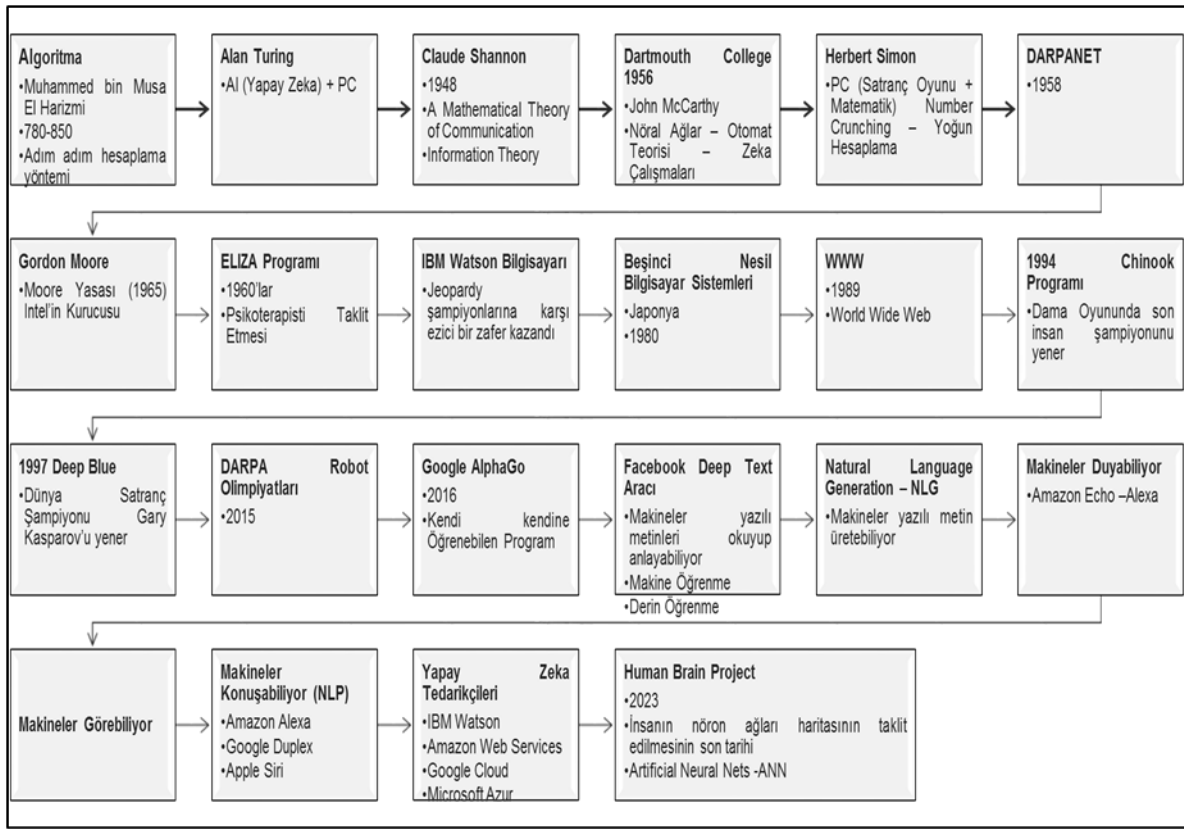 Algoritma
•Muhammed bin Musa
El Harizmi
•780-850
•Adım adım hesaplama
yöntemi
Alan Turing
•AI (Yapay Zeka) + PC
Claude Shannon
•1948
•A Mathematical Theory
of Communication
•Information Theory
Dartmouth College
1956
•John McCarthy
•Nöral Ağlar – Otomat
Teorisi – Zeka
Çalışmaları
Herbert Simon
•PC (Satranç Oyunu +
Matematik) Number
Crunching – Yoğun
Hesaplama
DARPANET
•1958
Gordon Moore
•Moore Yasası (1965)
Intel'in Kurucusu
ELIZA Programı
•1960'lar
•Psikoterapisti Taklit
Etmesi
IBM Watson Bilgisayarı
•Jeopardy
şampiyonlarına karşı
ezici bir zafer kazandı
Beşinci Nesil
Bilgisayar Sistemleri
•Japonya
•1980
WWW
•1989
•World Wide Web
1994 Chinook
Programı
•Dama Oyununda son
insan şampiyonunu
yener
1997 Deep Blue
•Dünya Satranç
Şampiyonu Gary
Kasparov'u yener
DARPA Robot
Olimpiyatları
•2015
Google AlphaGo
•2016
•Kendi kendine
Öğrenebilen Program
Facebook Deep Text
Aracı
•Makineler yazılı
metinleri okuyup
anlayabiliyor
•Makine Öğrenme
•Derin Öğrenme
Natural Language
Generation – NLG
•Makineler yazılı metin
üretebiliyor
Makineler Duyabiliyor
•Amazon Echo –Alexa
Makineler Görebiliyor
Makineler
Konuşabiliyor (NLP)
•Amazon Alexa
•Google Duplex
•Apple Siri
Yapay Zeka
Tedarikçileri
•IBM Watson
•Amazon Web Services
•Google Cloud
•Microsoft Azur
Human Brain Project
•2023
•İnsanın nöron ağları haritasının taklit
edilmesinin son tarihi
•Artificial Neural Nets -ANN